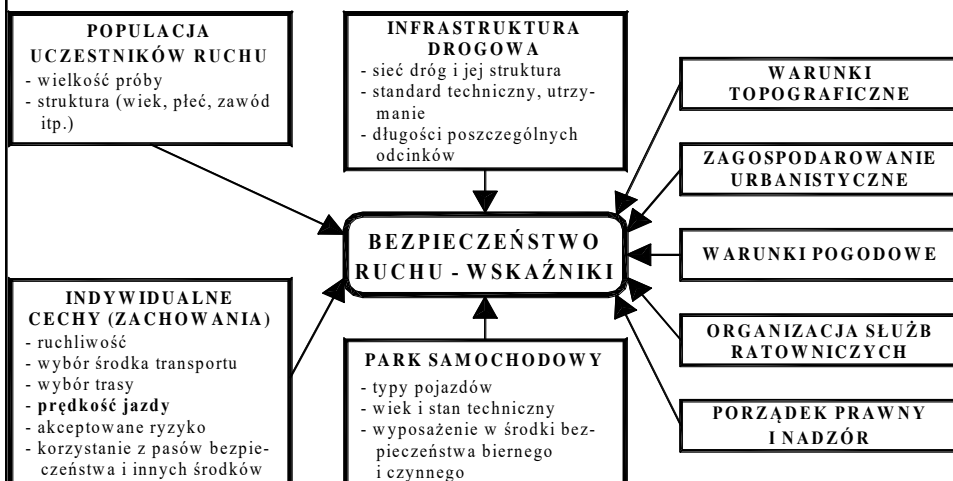 POPULACJA
UCZESTNIKÓW RUCHU
- wielkość próby
- struktura (wiek, płeć, zawód
itp.)
INFRASTRUKTURA
DROGOWA
- sieć dróg i jej struktura
- standard techniczny, utrzy-
manie
- długości poszczególnych
odcinków
WARUNKI
TOPOGRAFICZNE
ZAGOSPODAROWANIE
URBANISTYCZNE
BEZPIECZEŃSTWO
RUCHU - WSKAŹNIKI
WARUNKI POGODOWE
INDYWIDUALNE
CECHY (ZACHOWANIA)
- ruchliwość
- wybór środka transportu
- wybór trasy
- prędkość jazdy
- akceptowane ryzyko
- korzystanie z pasów bezpie-
czeństwa i innych środków
PARK SAMOCHODOWY
- typy pojazdów
- wiek i stan techniczny
- wyposażenie w środki bez-
pieczeństwa biernego
i czynnego
ORGANIZACJA SŁUŻB
RATOWNICZYCH
PORZĄDEK PRAWNY
I NADZÓR